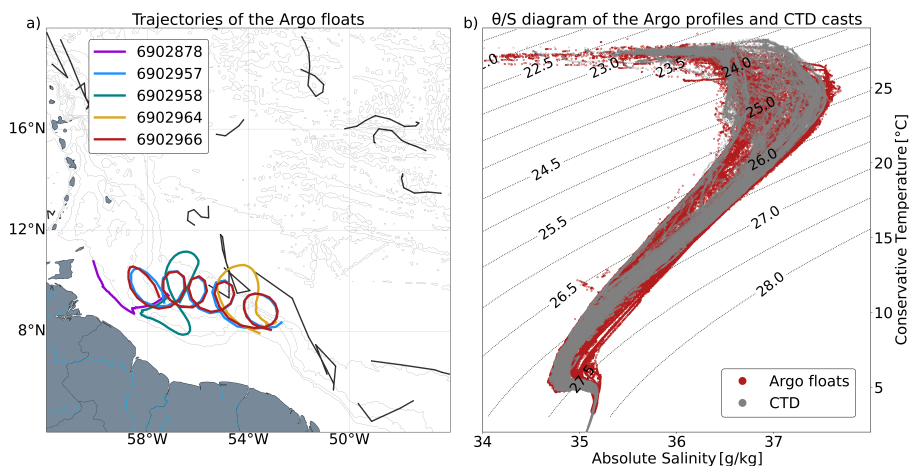 a)
Trajectories of the Argo floats
6902878
6902957
6902958
6902964
6902966
16°N
12°N
8°N
58°W
54°W
50°W
b)
θ/S diagram of the Argo profiles and CTD casts
.0
22.5
23.0
23.5
24.0
24.5
25.0
25.5
26.0
26.5
27.0
27.5
28.0
25
20
15
10
5
Conservative Temperature [°C]
Argo floats
CTD
34
35
36
37
Absolute Salinity [g/kg]